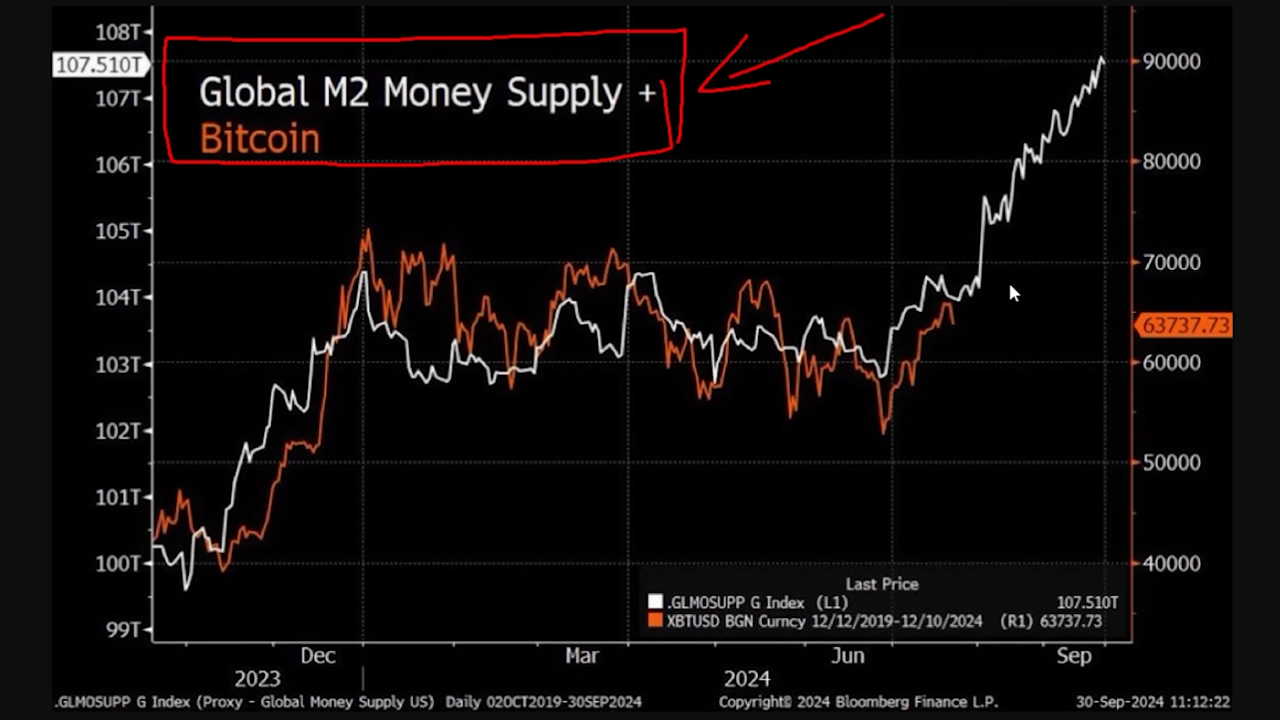 Global M2 Money Supply +
Bitcoin
108T
107.510T
107T
106T
105T
104T
103T
102T
101T
100T
99T
90000
80000
70000
63737.73
60000
50000
40000
Last Price
.GLMOSUPP G Index (L1) 107.510T
XBTUSD BGN Curncy 12/12/2019-12/10/2024 (R1) 63737.73
Dec Mar Jun Sep
2023 2024
.GLMOSUPP G Index (Proxy - Global Money Supply US) Daily 02OCT2019-30SEP2024 Copyright© 2024 Bloomberg Finance L.P. 30-Sep-2024 11:12:22